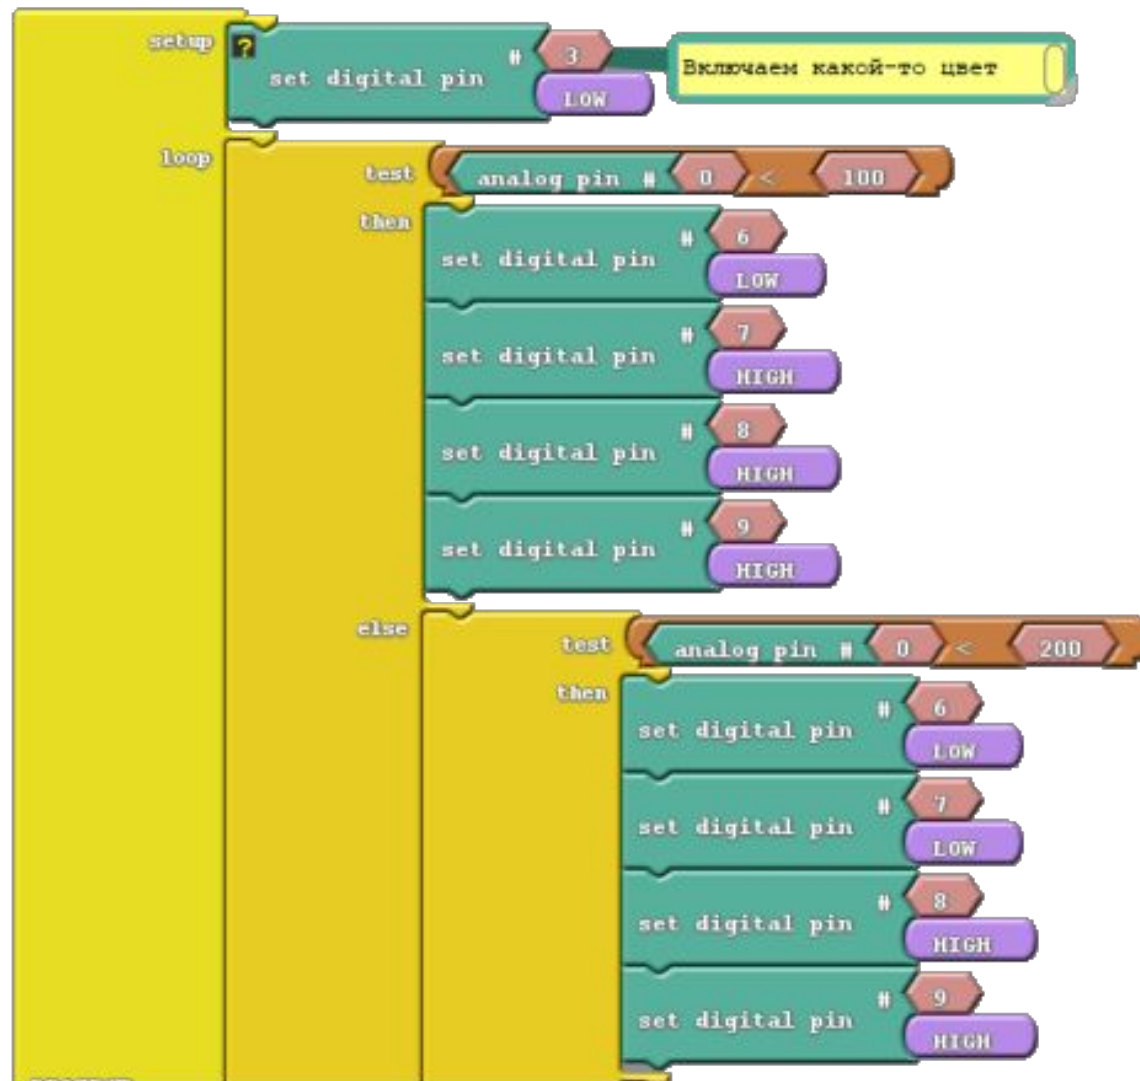 setup
set digital pin # 3
LOW
Включаем какой-то цвет
loop
test analog pin # 0 < 100
then
set digital pin # 6
LOW
set digital pin # 7
HIGH
set digital pin # 8
HIGH
set digital pin # 9
HIGH
else
test analog pin # 0 < 200
then
set digital pin # 6
LOW
set digital pin # 7
LOW
set digital pin # 8
HIGH
set digital pin # 9
HIGH